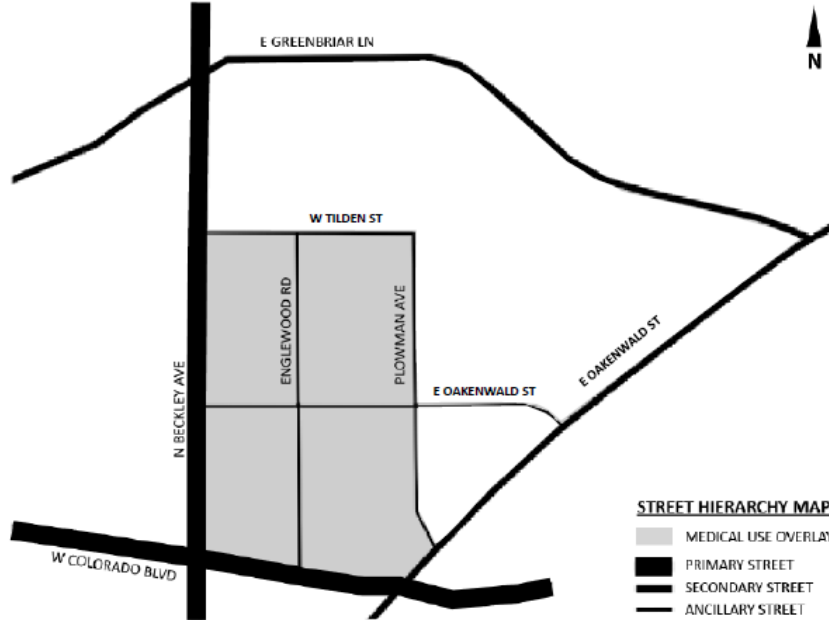 E GREENBRIAR LN
N
W TILDEN ST
ENGLEWOOD RD
PLOWMAN AVE
E OAKENWALD ST
E OAKENWALD ST
N BECKLEY AVE
W COLORADO BLVD
STREET HIERARCHY MAP
MEDICAL USE OVERLAY
PRIMARY STREET
SECONDARY STREET
ANCILLARY STREET